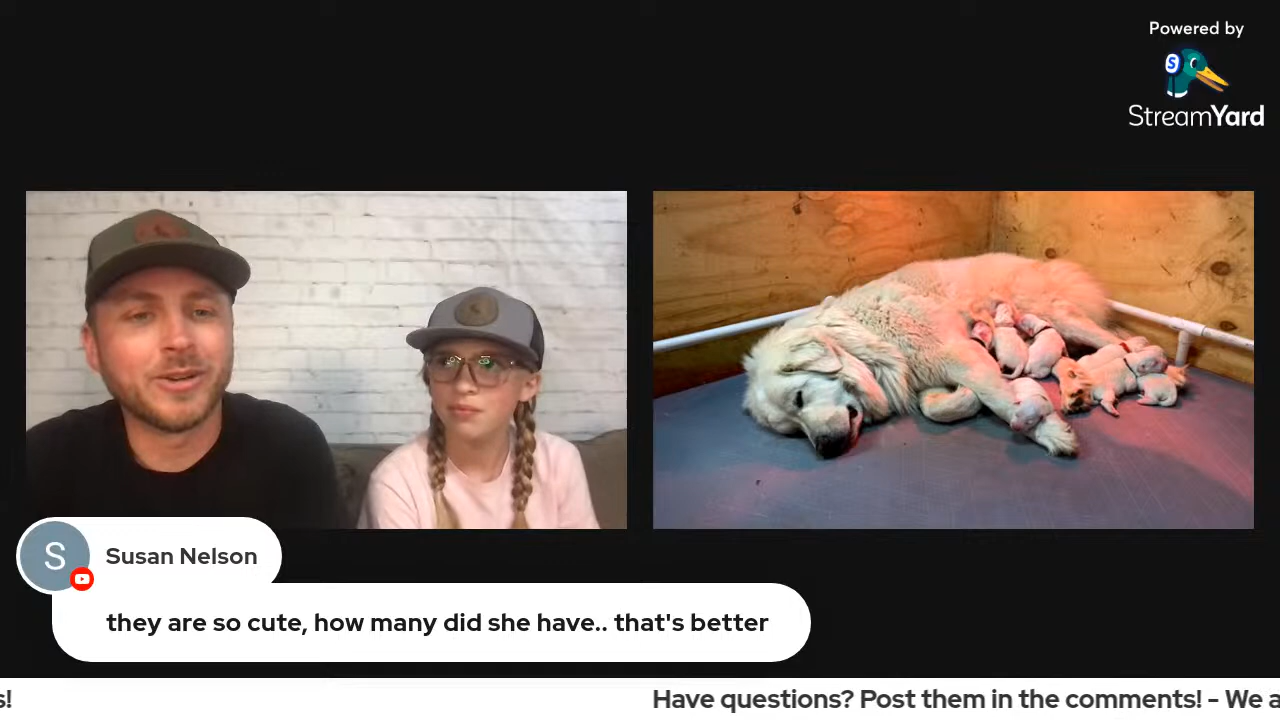 Powered by
S
StreamYard
S
Susan Nelson
they are so cute, how many did she have.. that's better
s!
Have questions? Post them in the comments! - We a